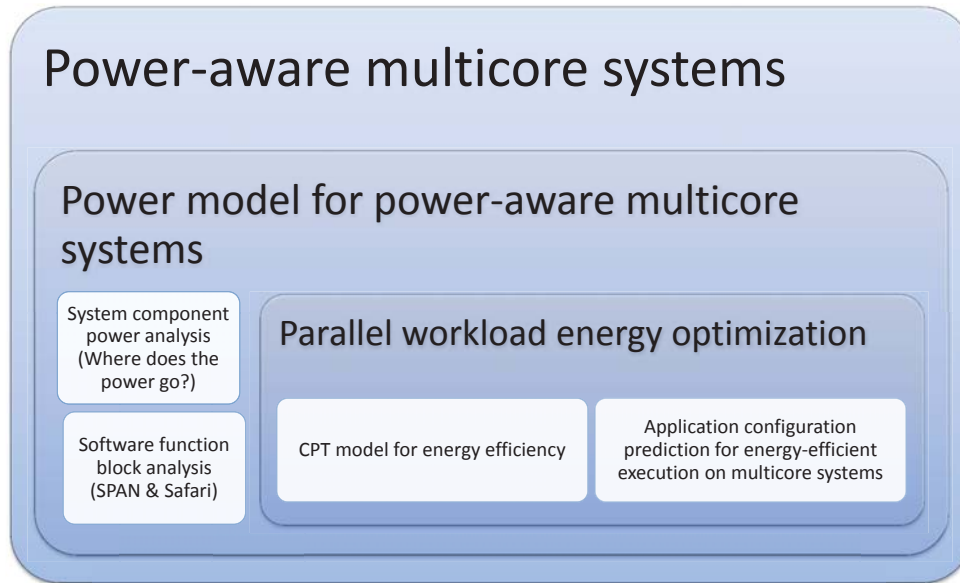 Power-aware multicore systems
Power model for power-aware multicore
systems
System component
power analysis
(Where does the
power go?)
Software function
block analysis
(SPAN & Safari)
Parallel workload energy optimization
CPT model for energy efficiency
Application configuration
prediction for energy-efficient
execution on multicore systems